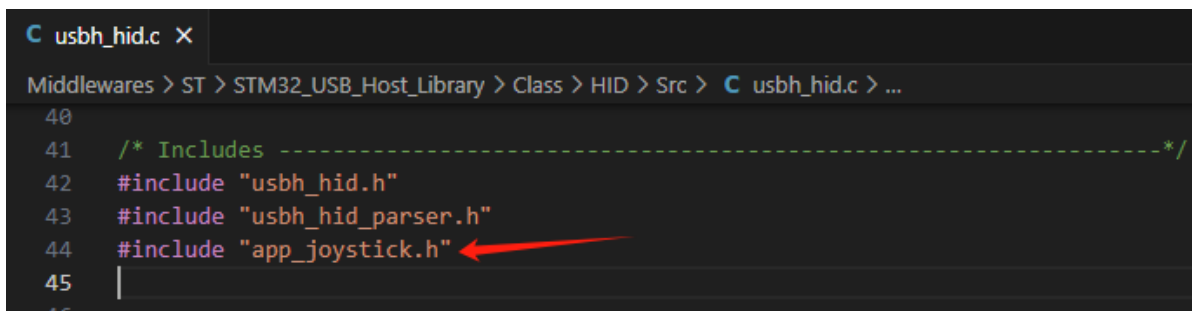 C usbh_hid.c ×
Middlewares > ST > STM32_USB_Host_Library > Class > HID > Src > C usbh_hid.c > ...
40
41 /* Includes ------------------------------------------------------------------*/
42 #include "usbh_hid.h"
43 #include "usbh_hid_parser.h"
44 #include "app_joystick.h"
45